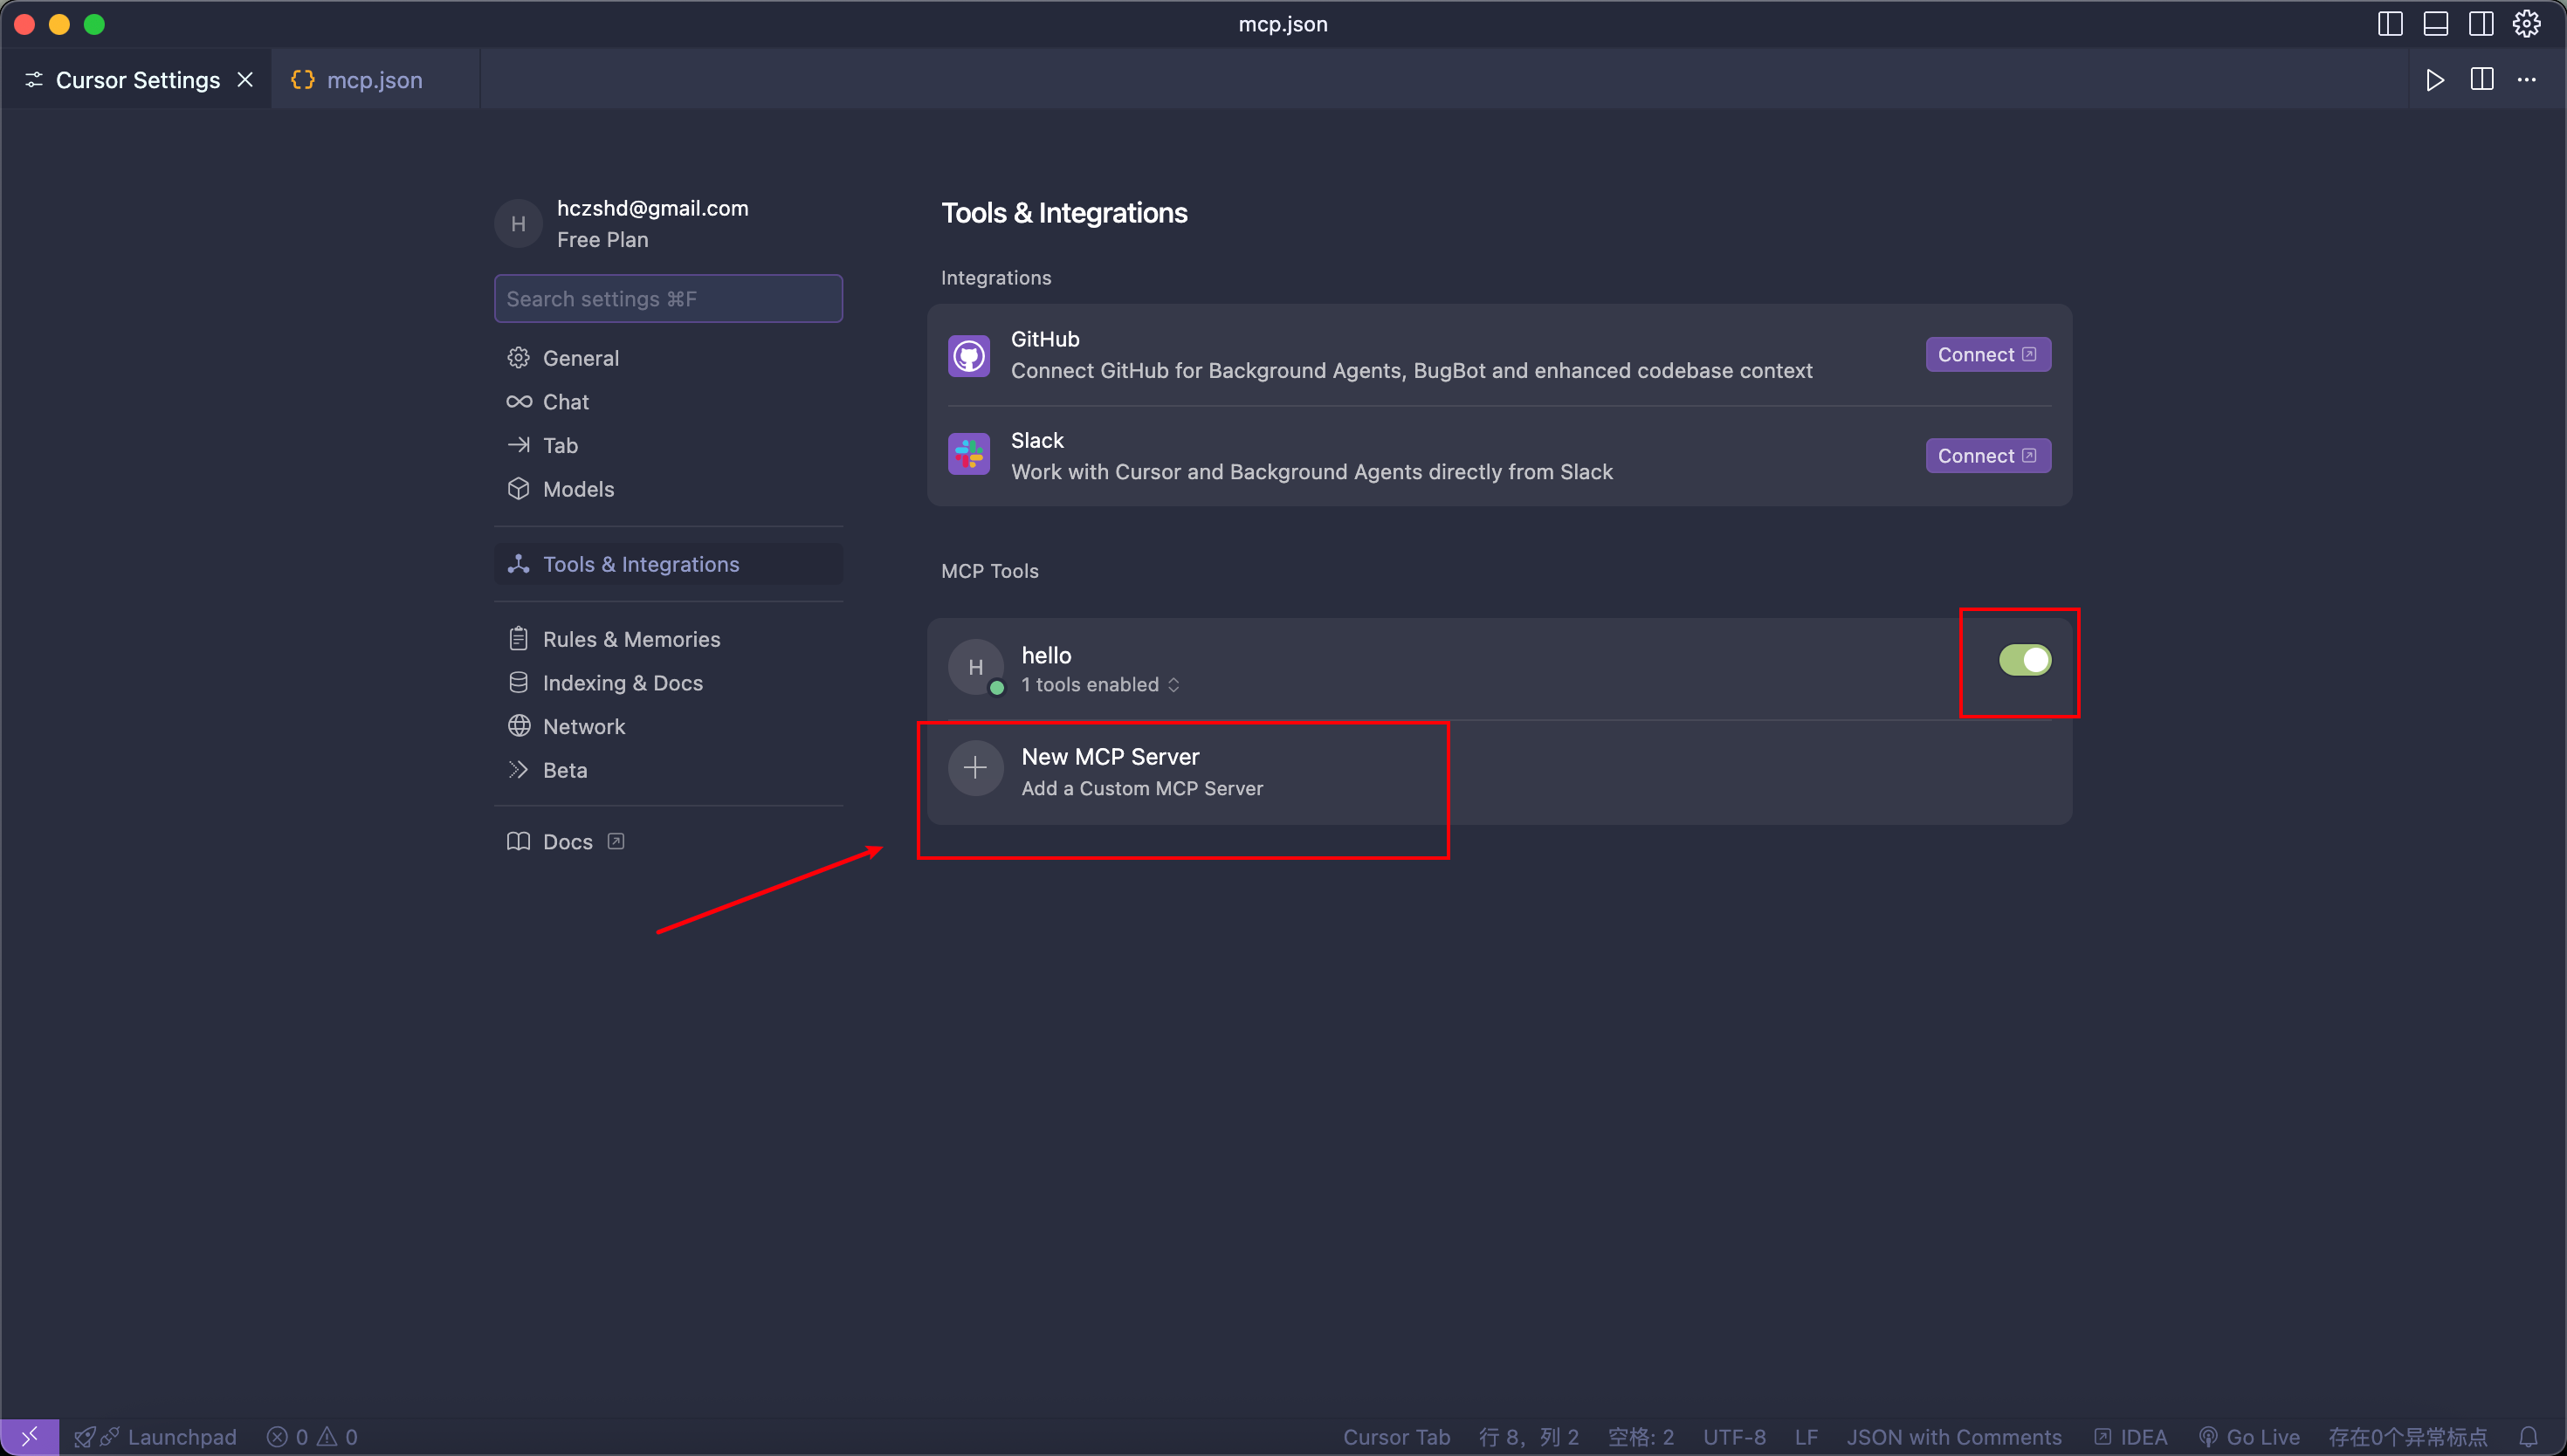 mcp.json
Cursor Settings
mcp.json
H
hczshd@gmail.com
Free Plan
Search settings ⌘F
General
Chat
Tab
Models
Tools & Integrations
Rules & Memories
Indexing & Docs
Network
Beta
Docs
Tools & Integrations
Integrations
GitHub
Connect GitHub for Background Agents, BugBot and enhanced codebase context
Connect
Slack
Work with Cursor and Background Agents directly from Slack
Connect
MCP Tools
H
hello
1 tools enabled
New MCP Server
Add a Custom MCP Server
Launchpad 0 0 Cursor Tab 行 8，列 2 空格: 2 UTF-8 LF JSON with Comments IDEA Go Live 存在0个异常标点